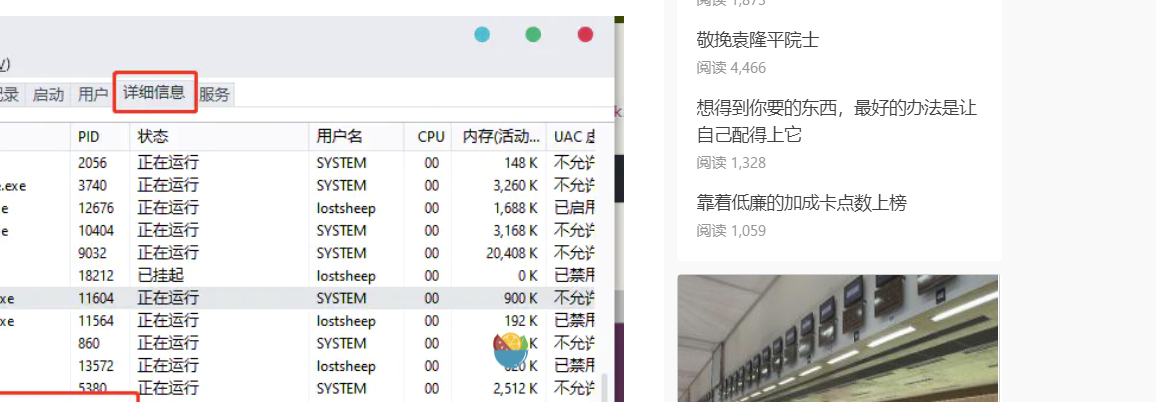 阅读 1,873
敬挽袁隆平院士
阅读 4,466
想得到你要的东西，最好的办法是让
自己配得上它
阅读 1,328
靠着低廉的加成卡点数上榜
阅读 1,059
V)
记录 启动 用户 详细信息 服务
PID 状态 用户名 CPU 内存(活动... UAC 虚
2056 正在运行 SYSTEM 00 148 K 不允许
e.exe 3740 正在运行 SYSTEM 00 3,260 K 不允许
e 12676 正在运行 lostsheep 00 1,688 K 已启用
e 10404 正在运行 SYSTEM 00 3,168 K 不允许
9032 正在运行 SYSTEM 00 20,408 K 不允许
18212 已挂起 lostsheep 00 0 K 已禁用
xe 11604 正在运行 SYSTEM 00 900 K 不允许
xe 11564 正在运行 lostsheep 00 192 K 已禁用
860 正在运行 SYSTEM 00 K 不允许
13572 正在运行 lostsheep 00 620 K 已禁用
5380 正在运行 SYSTEM 00 2,512 K 不允许
k